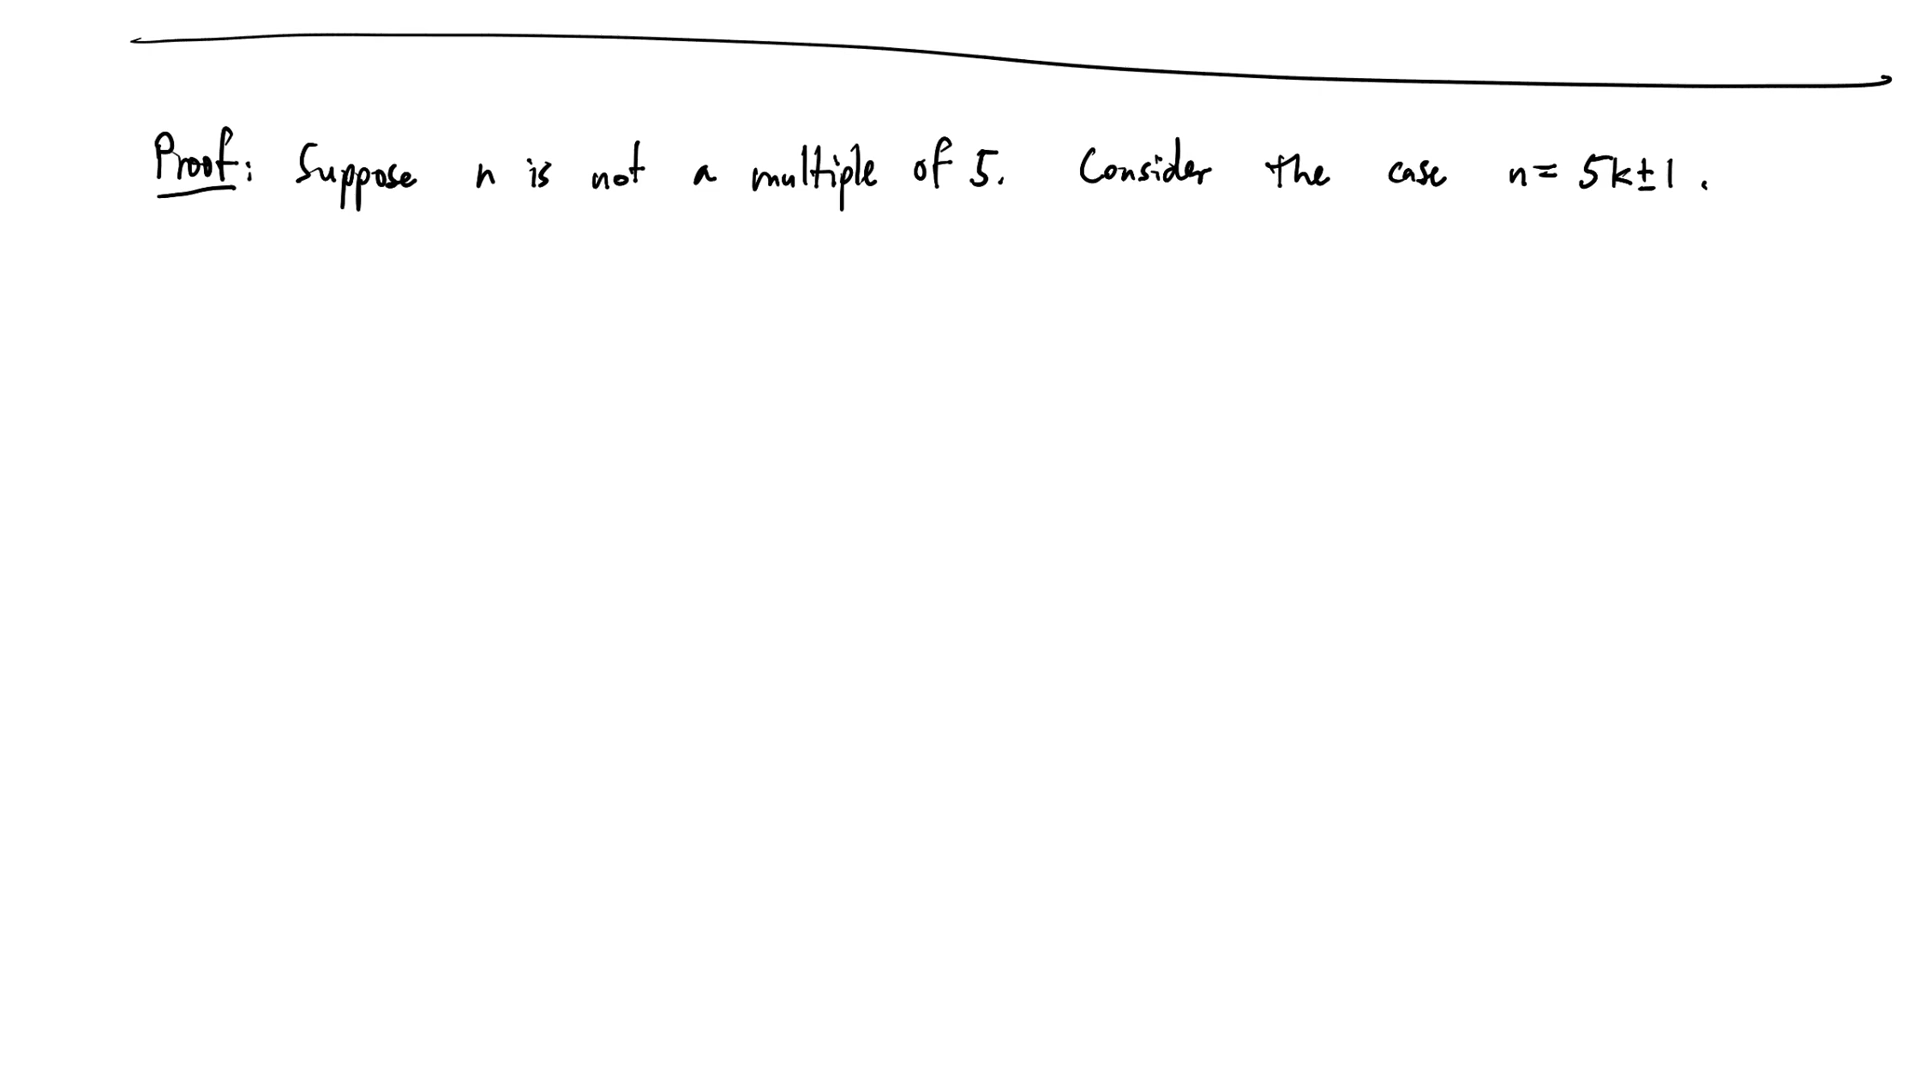 Proof: Suppose n is not a multiple of 5. Consider the case n = 5k±1.